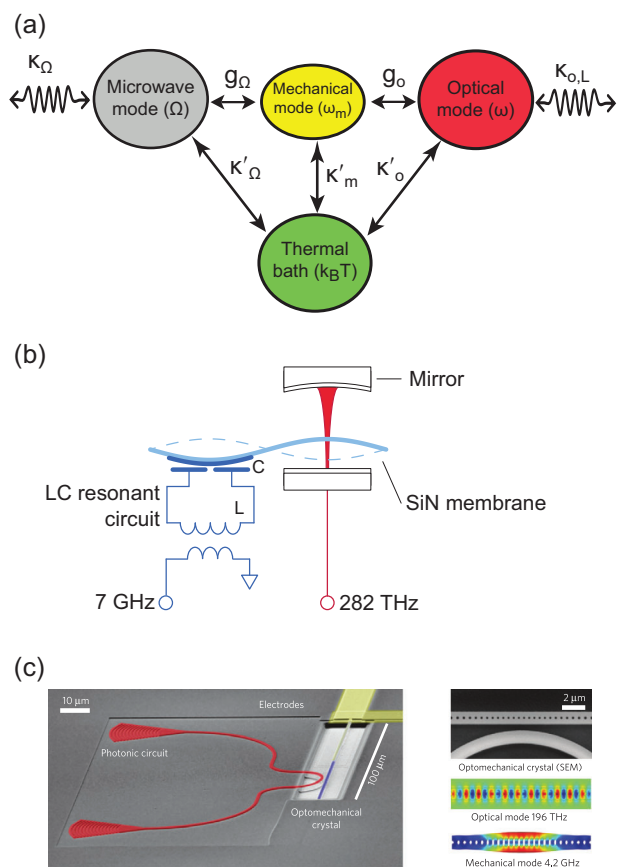 (a)
κΩ
Microwave
mode (Ω)
gΩ
Mechanical
mode (ωm)
go
Optical
mode (ω)
κo,L
κ'Ω
κ'm
κ'o
Thermal
bath (kBT)
(b)
Mirror
C
LC resonant
circuit
L
SiN membrane
7 GHz
282 THz
(c)
10 μm
Electrodes
Photonic circuit
100 μm
Optomechanical
crystal
2 μm
Optomechanical crystal (SEM)
Optical mode 196 THz
Mechanical mode 4,2 GHz